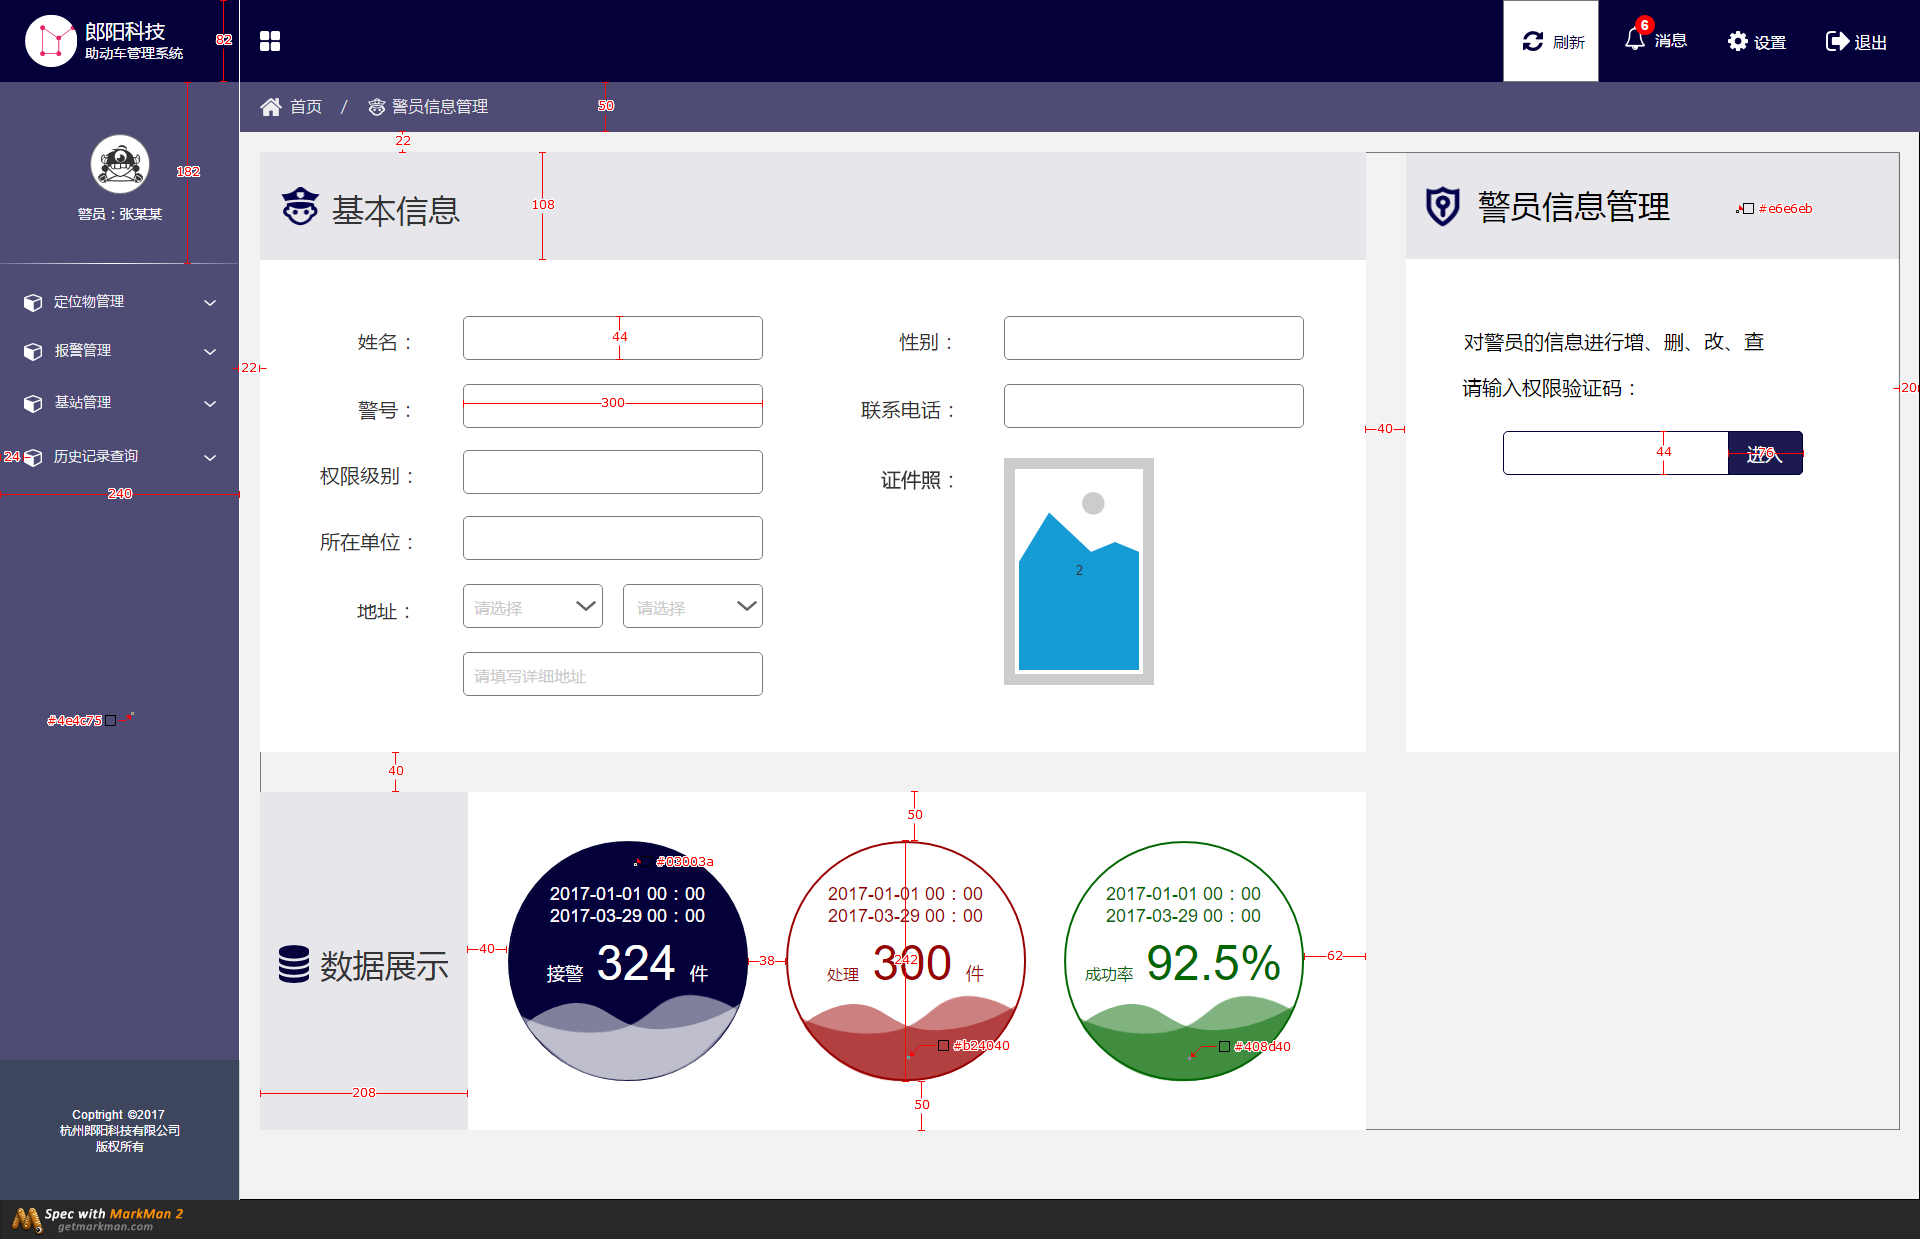 郎阳科技
助动车管理系统
82
刷新
6
消息
设置
退出
首页 / 警员信息管理
50
22
182
警员：张某某
基本信息
108
警员信息管理
#e6e6eb
定位物管理
报警管理
基站管理
24
历史记录查询
240
22
姓名：
44
性别：
警号：
300
联系电话：
权限级别：
证件照：
2
所在单位：
地址：
请选择
请选择
请填写详细地址
40
对警员的信息进行增、删、改、查
请输入权限验证码：
44
进入
76
20
#4e4c75
40
50
数据展示
208
40
#03003a
2017-01-01 00：00
2017-03-29 00：00
接警 324 件
38
2017-01-01 00：00
2017-03-29 00：00
处理 300 件
242
#b24040
50
2017-01-01 00：00
2017-03-29 00：00
成功率 92.5%
62
#408d40
Coptright ©2017
杭州郎阳科技有限公司
版权所有
Spec with MarkMan 2
getmarkman.com